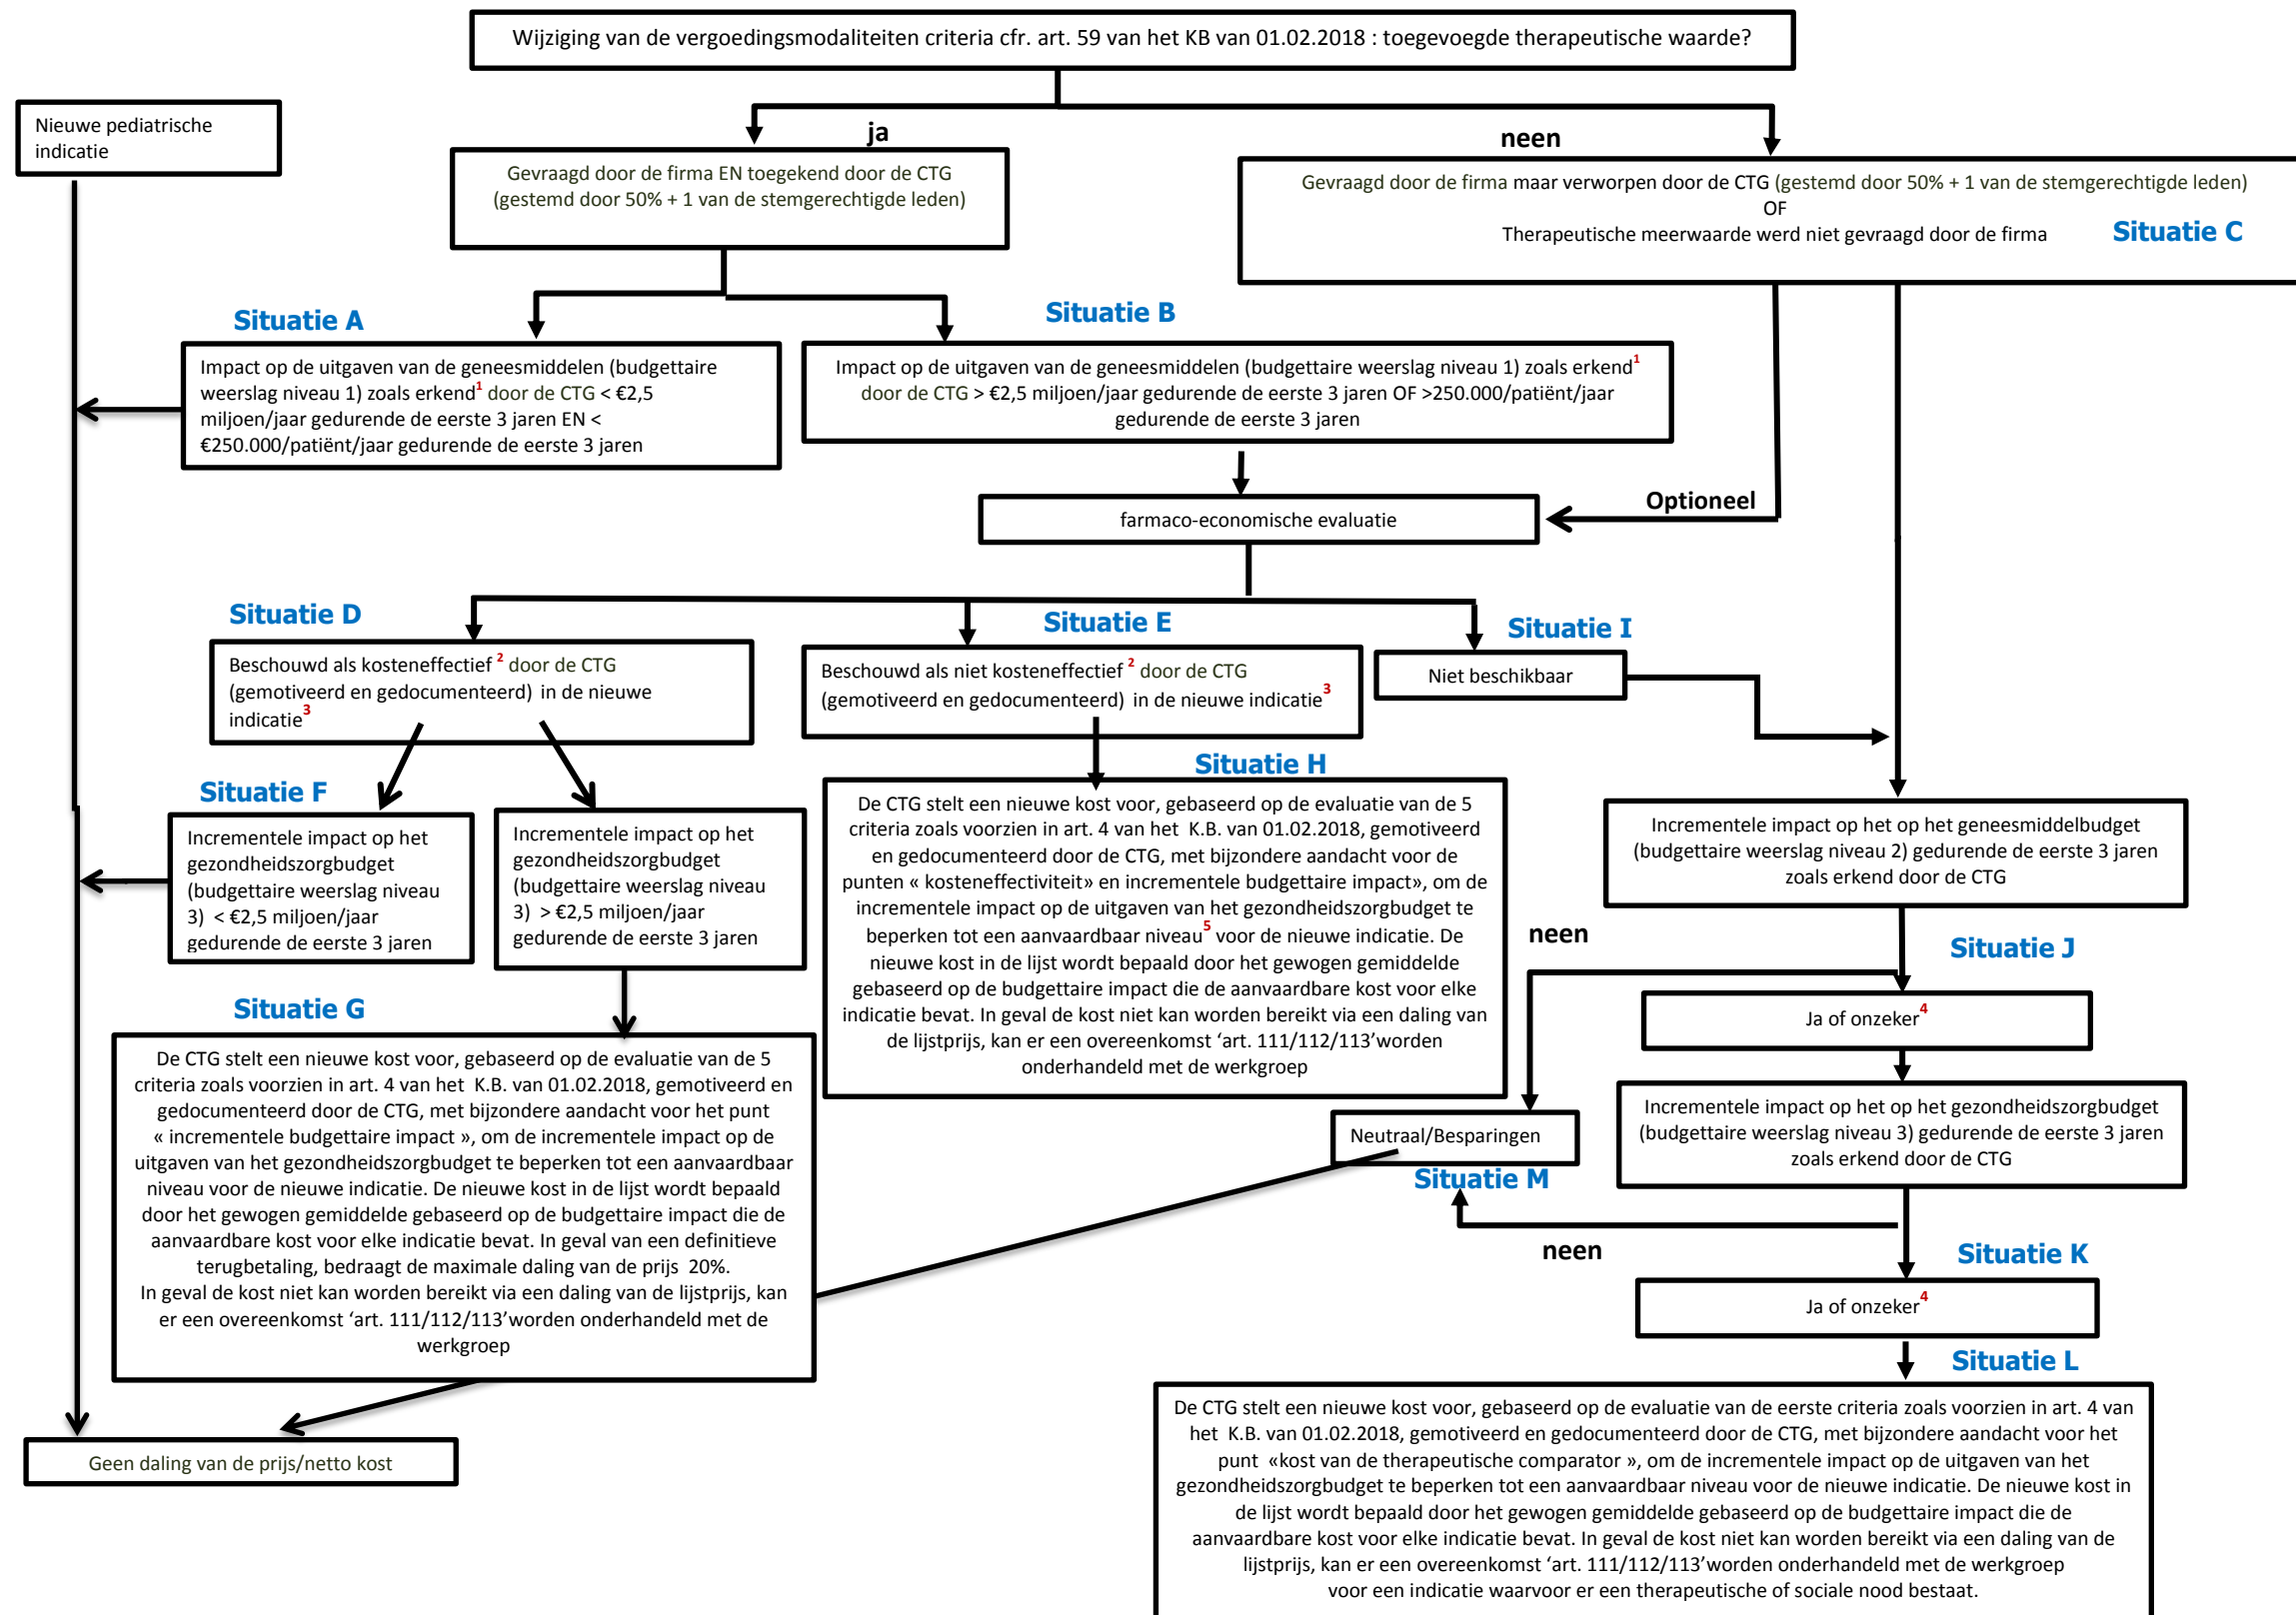 Wijziging van de vergoedingsmodaliteiten criteria cfr. art. 59 van het KB van 01.02.2018 : toegevoegde therapeutische waarde?
Nieuwe pediatrische
indicatie
ja
neen
Gevraagd door de firma EN toegekend door de CTG
(gestemd door 50% + 1 van de stemgerechtigde leden)
Gevraagd door de firma maar verworpen door de CTG (gestemd door 50% + 1 van de stemgerechtigde leden)
OF
Therapeutische meerwaarde werd niet gevraagd door de firma
Situatie C
Situatie A
Impact op de uitgaven van de geneesmiddelen (budgettaire
weerslag niveau 1) zoals erkend1 door de CTG < €2,5
miljoen/jaar gedurende de eerste 3 jaren EN <
€250.000/patiënt/jaar gedurende de eerste 3 jaren
Situatie B
Impact op de uitgaven van de geneesmiddelen (budgettaire weerslag niveau 1) zoals erkend1
door de CTG > €2,5 miljoen/jaar gedurende de eerste 3 jaren OF >250.000/patiënt/jaar
gedurende de eerste 3 jaren
Optioneel
farmaco-economische evaluatie
Situatie D
Beschouwd als kosteneffectief 2 door de CTG
(gemotiveerd en gedocumenteerd) in de nieuwe
indicatie3
Situatie E
Beschouwd als niet kosteneffectief 2 door de CTG
(gemotiveerd en gedocumenteerd) in de nieuwe indicatie3
Situatie I
Niet beschikbaar
Situatie F
Incrementele impact op het
gezondheidszorgbudget
(budgettaire weerslag niveau
3) < €2,5 miljoen/jaar
gedurende de eerste 3 jaren
Incrementele impact op het
gezondheidszorgbudget
(budgettaire weerslag niveau
3) > €2,5 miljoen/jaar
gedurende de eerste 3 jaren
Situatie H
De CTG stelt een nieuwe kost voor, gebaseerd op de evaluatie van de 5
criteria zoals voorzien in art. 4 van het K.B. van 01.02.2018, gemotiveerd
en gedocumenteerd door de CTG, met bijzondere aandacht voor de
punten « kosteneffectiviteit» en incrementele budgettaire impact», om de
incrementele impact op de uitgaven van het gezondheidszorgbudget te
beperken tot een aanvaardbaar niveau5 voor de nieuwe indicatie. De
nieuwe kost in de lijst wordt bepaald door het gewogen gemiddelde
gebaseerd op de budgettaire impact die de aanvaardbare kost voor elke
indicatie bevat. In geval de kost niet kan worden bereikt via een daling van
de lijstprijs, kan er een overeenkomst ‘art. 111/112/113’worden
onderhandeld met de werkgroep
Incrementele impact op het op het geneesmiddelbudget
(budgettaire weerslag niveau 2) gedurende de eerste 3 jaren
zoals erkend door de CTG
neen
Situatie J
Ja of onzeker4
Situatie G
De CTG stelt een nieuwe kost voor, gebaseerd op de evaluatie van de 5
criteria zoals voorzien in art. 4 van het K.B. van 01.02.2018, gemotiveerd en
gedocumenteerd door de CTG, met bijzondere aandacht voor het punt
« incrementele budgettaire impact », om de incrementele impact op de
uitgaven van het gezondheidszorgbudget te beperken tot een aanvaardbaar
niveau voor de nieuwe indicatie. De nieuwe kost in de lijst wordt bepaald
door het gewogen gemiddelde gebaseerd op de budgettaire impact die de
aanvaardbare kost voor elke indicatie bevat. In geval van een definitieve
terugbetaling, bedraagt de maximale daling van de prijs 20%.
In geval de kost niet kan worden bereikt via een daling van de lijstprijs, kan
er een overeenkomst ‘art. 111/112/113’worden onderhandeld met de
werkgroep
Incrementele impact op het op het gezondheidszorgbudget
(budgettaire weerslag niveau 3) gedurende de eerste 3 jaren
zoals erkend door de CTG
Neutraal/Besparingen
Situatie M
neen
Situatie K
Ja of onzeker4
Situatie L
De CTG stelt een nieuwe kost voor, gebaseerd op de evaluatie van de eerste criteria zoals voorzien in art. 4 van
het K.B. van 01.02.2018, gemotiveerd en gedocumenteerd door de CTG, met bijzondere aandacht voor het
punt «kost van de therapeutische comparator », om de incrementele impact op de uitgaven van het
gezondheidszorgbudget te beperken tot een aanvaardbaar niveau voor de nieuwe indicatie. De nieuwe kost in
de lijst wordt bepaald door het gewogen gemiddelde gebaseerd op de budgettaire impact die de
aanvaardbare kost voor elke indicatie bevat. In geval de kost niet kan worden bereikt via een daling van de
lijstprijs, kan er een overeenkomst ‘art. 111/112/113’worden onderhandeld met de werkgroep
voor een indicatie waarvoor er een therapeutische of sociale nood bestaat.
Geen daling van de prijs/netto kost